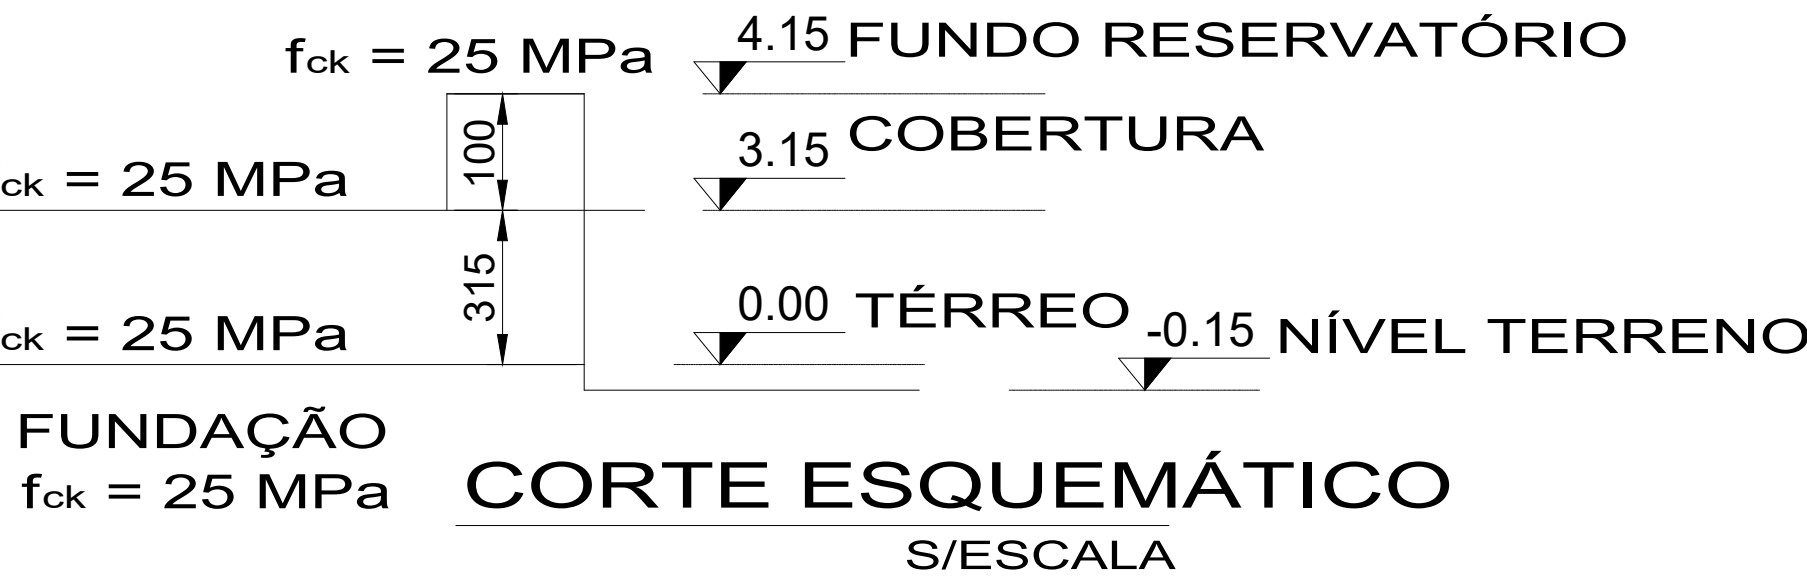 4.15 FUNDO RESERVATÓRIO
fck = 25 MPa
100
3.15 COBERTURA
ck = 25 MPa
315
0.00 TÉRREO
-0.15 NÍVEL TERRENO
ck = 25 MPa
FUNDAÇÃO
fck = 25 MPa
CORTE ESQUEMÁTICO
S/ESCALA